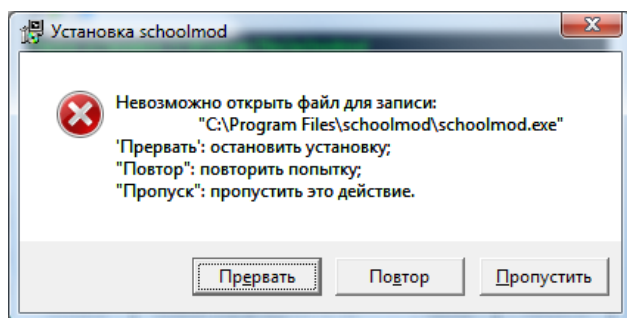 Установка schoolmod
Невозможно открыть файл для записи:
"C:\Program Files\schoolmod\schoolmod.exe"
'Прервать': остановить установку;
"Повтор": повторить попытку;
"Пропуск": пропустить это действие.
Прервать Повтор Пропустить